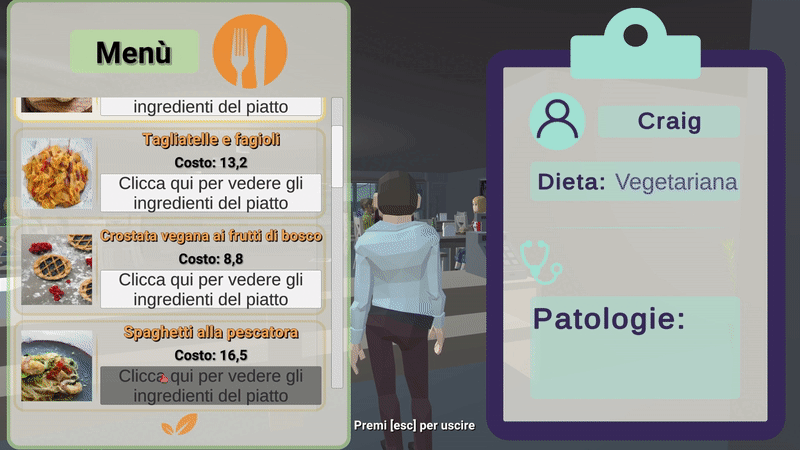 Menù
ingredienti del piatto
Tagliatelle e fagioli
Costo: 13,2
Clicca qui per vedere gli
ingredienti del piatto
Crostata vegana ai frutti di bosco
Costo: 8,8
Clicca qui per vedere gli
ingredienti del piatto
Spaghetti alla pescatora
Costo: 16,5
Clicca qui per vedere gli
ingredienti del piatto
Premi [esc] per uscire
Craig
Dieta: Vegetariana
Patologie: